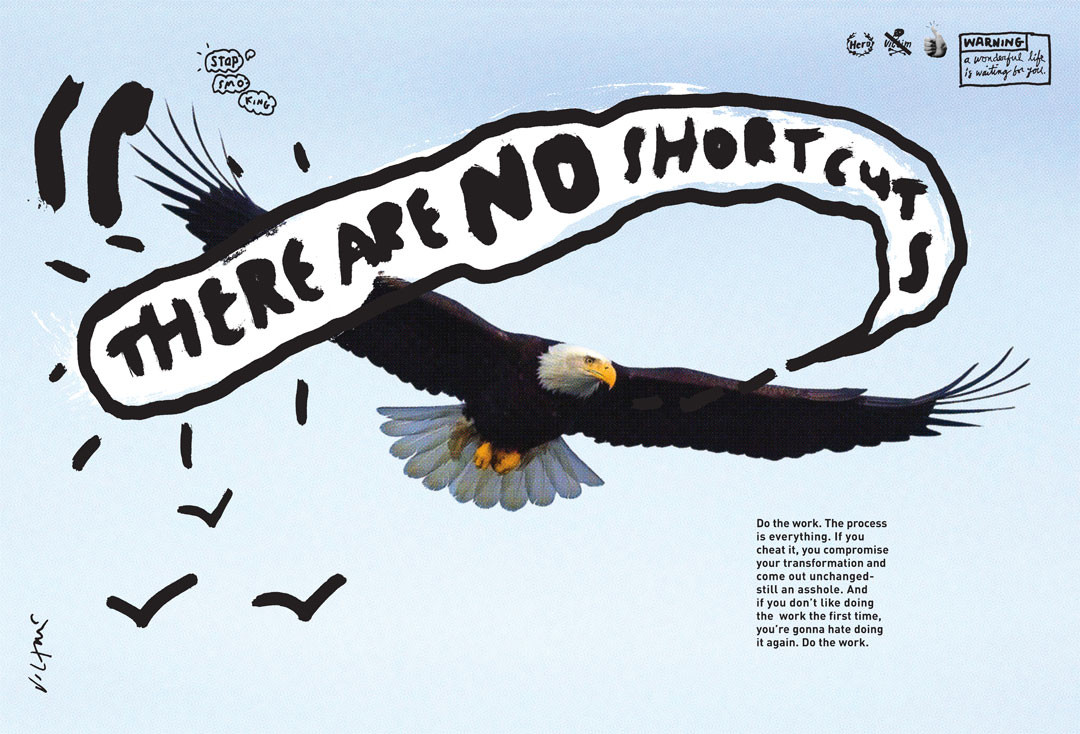 STOP
SMO
KING
Hero
Victim
WARNING
a wonderful life
is waiting for you.
THERE ARE NO SHORTCUTS
Do the work. The process
is everything. If you
cheat it, you compromise
your transformation and
come out unchanged-
still an asshole. And
if you don't like doing
the work the first time,
you're gonna hate doing
it again. Do the work.